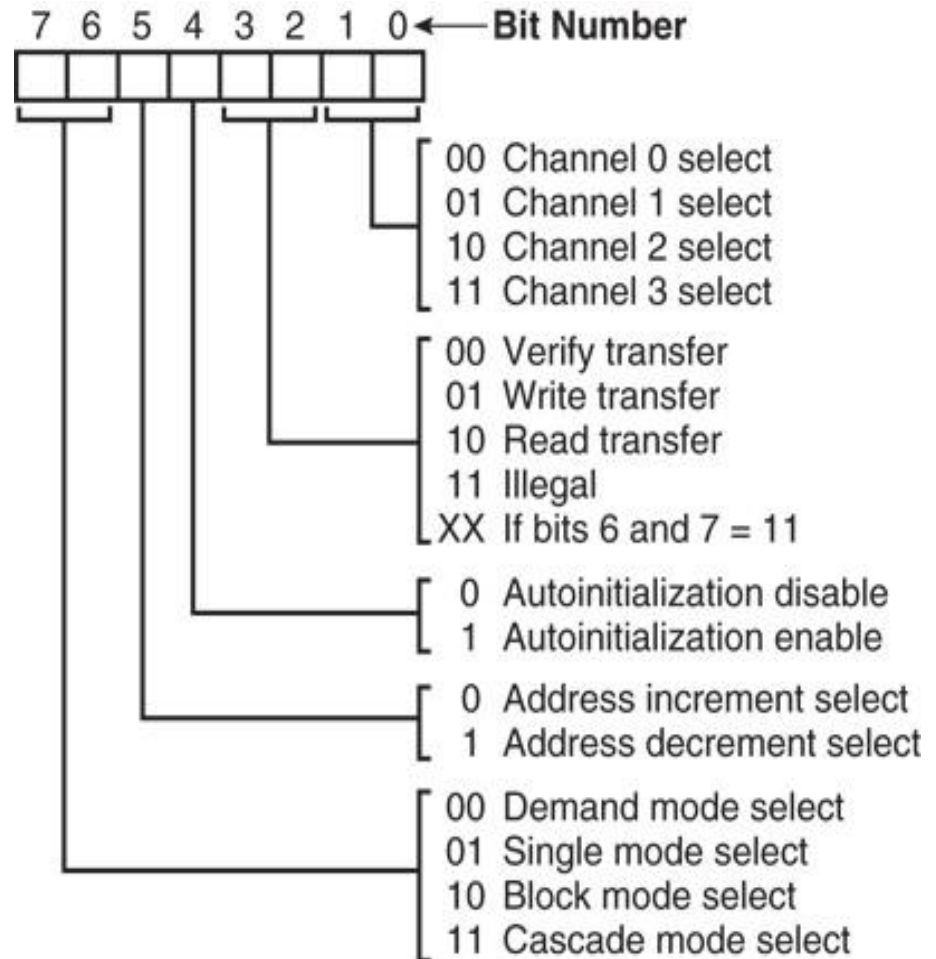 7 6 5 4 3 2 1 0 Bit Number
00 Channel 0 select
01 Channel 1 select
10 Channel 2 select
11 Channel 3 select
00 Verify transfer
01 Write transfer
10 Read transfer
11 Illegal
XX If bits 6 and 7 = 11
0 Autoinitialization disable
1 Autoinitialization enable
0 Address increment select
1 Address decrement select
00 Demand mode select
01 Single mode select
10 Block mode select
11 Cascade mode select